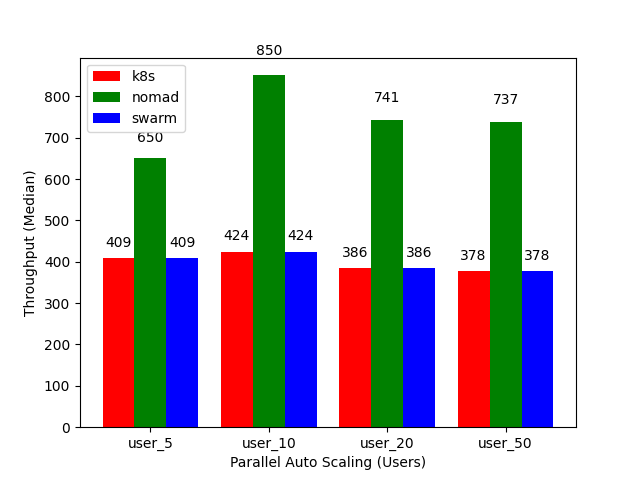 850
k8s
nomad
swarm
800
700
600
500
400
300
200
100
0
Throughput (Median)
741
737
650
409
409
424
424
386
386
378
378
user_5
user_10
user_20
user_50
Parallel Auto Scaling (Users)